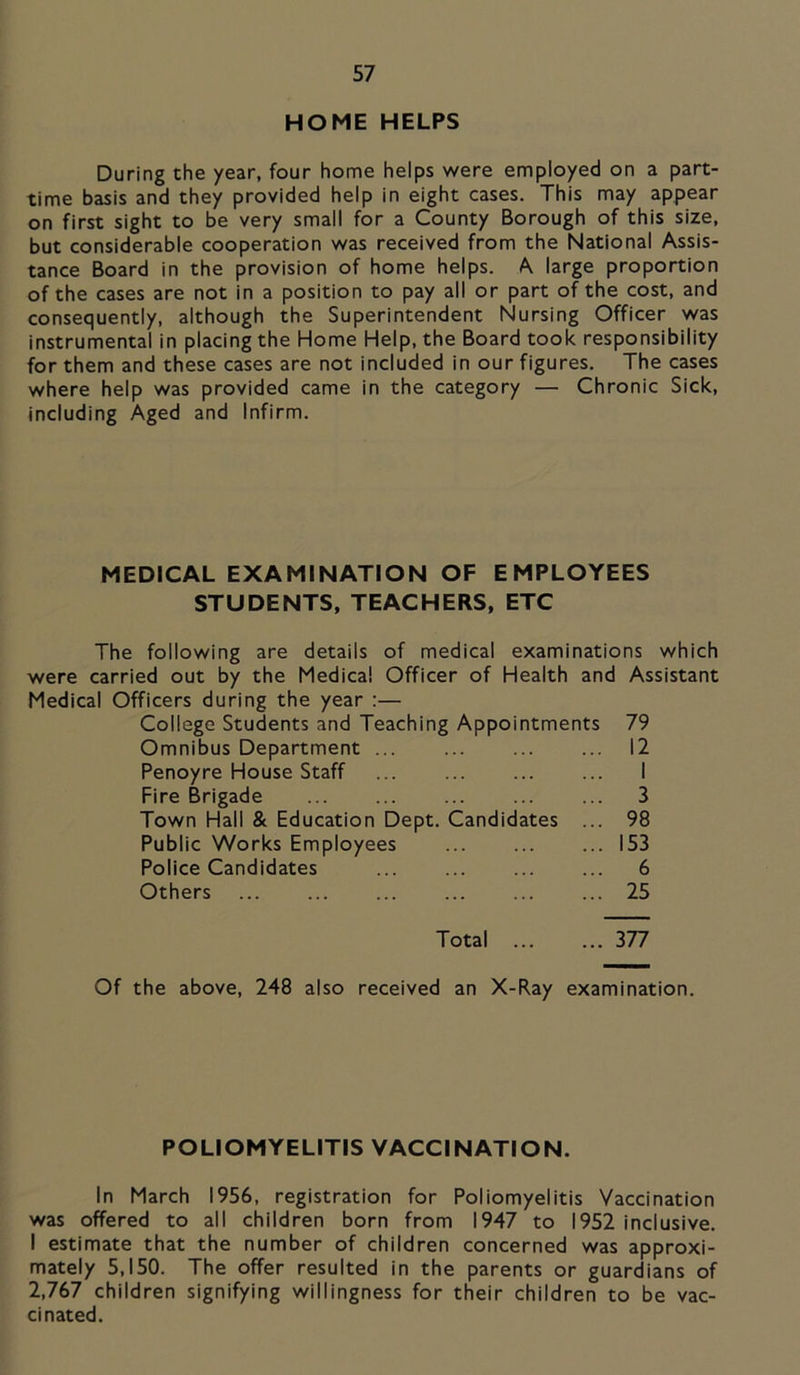 57
HOME HELPS
During the year, four home helps were employed on a part-
time basis and they provided help in eight cases. This may appear
on first sight to be very small for a County Borough of this size,
but considerable cooperation was received from the National Assis-
tance Board in the provision of home helps. A large proportion
of the cases are not in a position to pay all or part of the cost, and
consequently, although the Superintendent Nursing Officer was
instrumental in placing the Home Help, the Board took responsibility
for them and these cases are not included in our figures. The cases
where help was provided came in the category — Chronic Sick,
including Aged and Infirm.
MEDICAL EXAMINATION OF EMPLOYEES
STUDENTS, TEACHERS, ETC
The following are details of medical examinations which
were carried out by the Medical Officer of Health and Assistant
Medical Officers during the year :—
College Students and Teaching Appointments 79
Omnibus Department ... ... ... ... 12
Penoyre House Staff ... ... ... ... 1
Fire Brigade ... ... ... ... ... 3
Town Hall & Education Dept. Candidates ... 98
Public Works Employees ... ... ... 153
Police Candidates ... ... ... ... 6
Others ... ... ... ... ... ... 25
Total ... ... 377
Of the above, 248 also received an X-Ray examination.
POLIOMYELITIS VACCINATION.
In March 1956, registration for Poliomyelitis Vaccination
was offered to all children born from 1947 to 1952 inclusive.
I estimate that the number of children concerned was approxi-
mately 5,150. The offer resulted in the parents or guardians of
2,767 children signifying willingness for their children to be vac-
cinated.